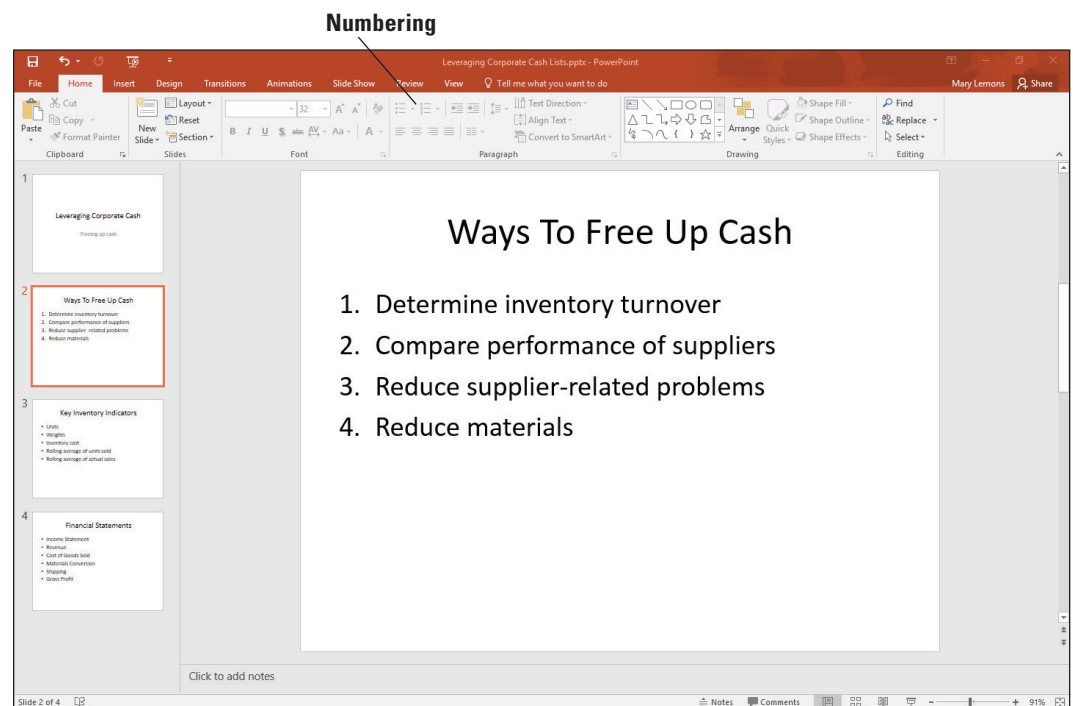 Numbering
Leveraging Corporate Cash Lists.pptx - PowerPoint
File Home Insert Design Transitions Animations Slide Show Review View Tell me what you want to do Mary Lemons Share
Paste
Cut
Copy
Format Painter
Clipboard
New
Slide
Layout
Reset
Section
Slides
32 A A
B I U S abc AV Aa A
Font
Text Direction
Align Text
Convert to SmartArt
Paragraph
Arrange
Quick
Styles
Shape Fill
Shape Outline
Shape Effects
Drawing
Find
Replace
Select
Editing
1
Leveraging Corporate Cash
Freeing up cash
2
Ways To Free Up Cash
1. Determine inventory turnover
2. Compare performance of suppliers
3. Reduce supplier -related problems
4. Reduce materials
3
Key Inventory Indicators
• Units
• Weights
• Inventory cost
• Rolling average of units sold
• Rolling average of actual sales
4
Financial Statements
• Income Statement
• Revenue
• Cost of Goods Sold
• Materials Conversion
• Shipping
• Gross Profit
Ways To Free Up Cash
1. Determine inventory turnover
2. Compare performance of suppliers
3. Reduce supplier-related problems
4. Reduce materials
Click to add notes
Slide 2 of 4 Notes Comments 91%